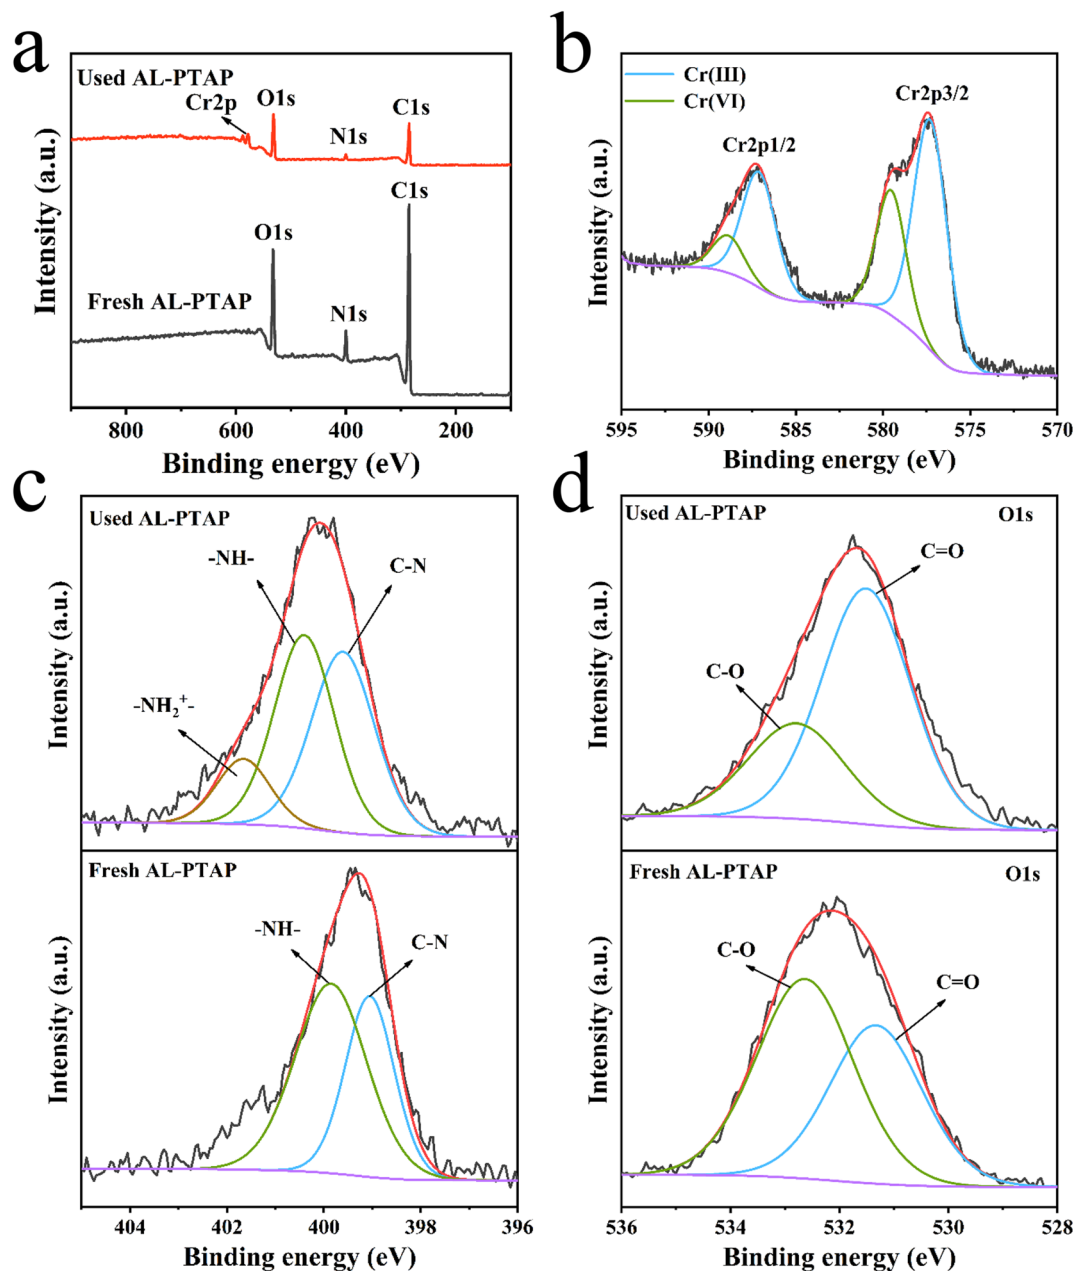 a
Used AL-PTAP
Cr2p
O1s
N1s
C1s
C1s
O1s
Fresh AL-PTAP
N1s
Intensity (a.u.)
800 600 400 200
Binding energy (eV)
b
Cr(III)
Cr(VI)
Cr2p3/2
Cr2p1/2
Intensity (a.u.)
595 590 585 580 575 570
Binding energy (eV)
c
Used AL-PTAP
-NH-
C-N
-NH₂⁺-
Intensity (a.u.)
Fresh AL-PTAP
-NH-
C-N
Intensity (a.u.)
404 402 400 398 396
Binding energy (eV)
d
Used AL-PTAP O1s
C=O
C-O
Intensity (a.u.)
Fresh AL-PTAP O1s
C-O
C=O
Intensity (a.u.)
536 534 532 530 528
Binding energy (eV)